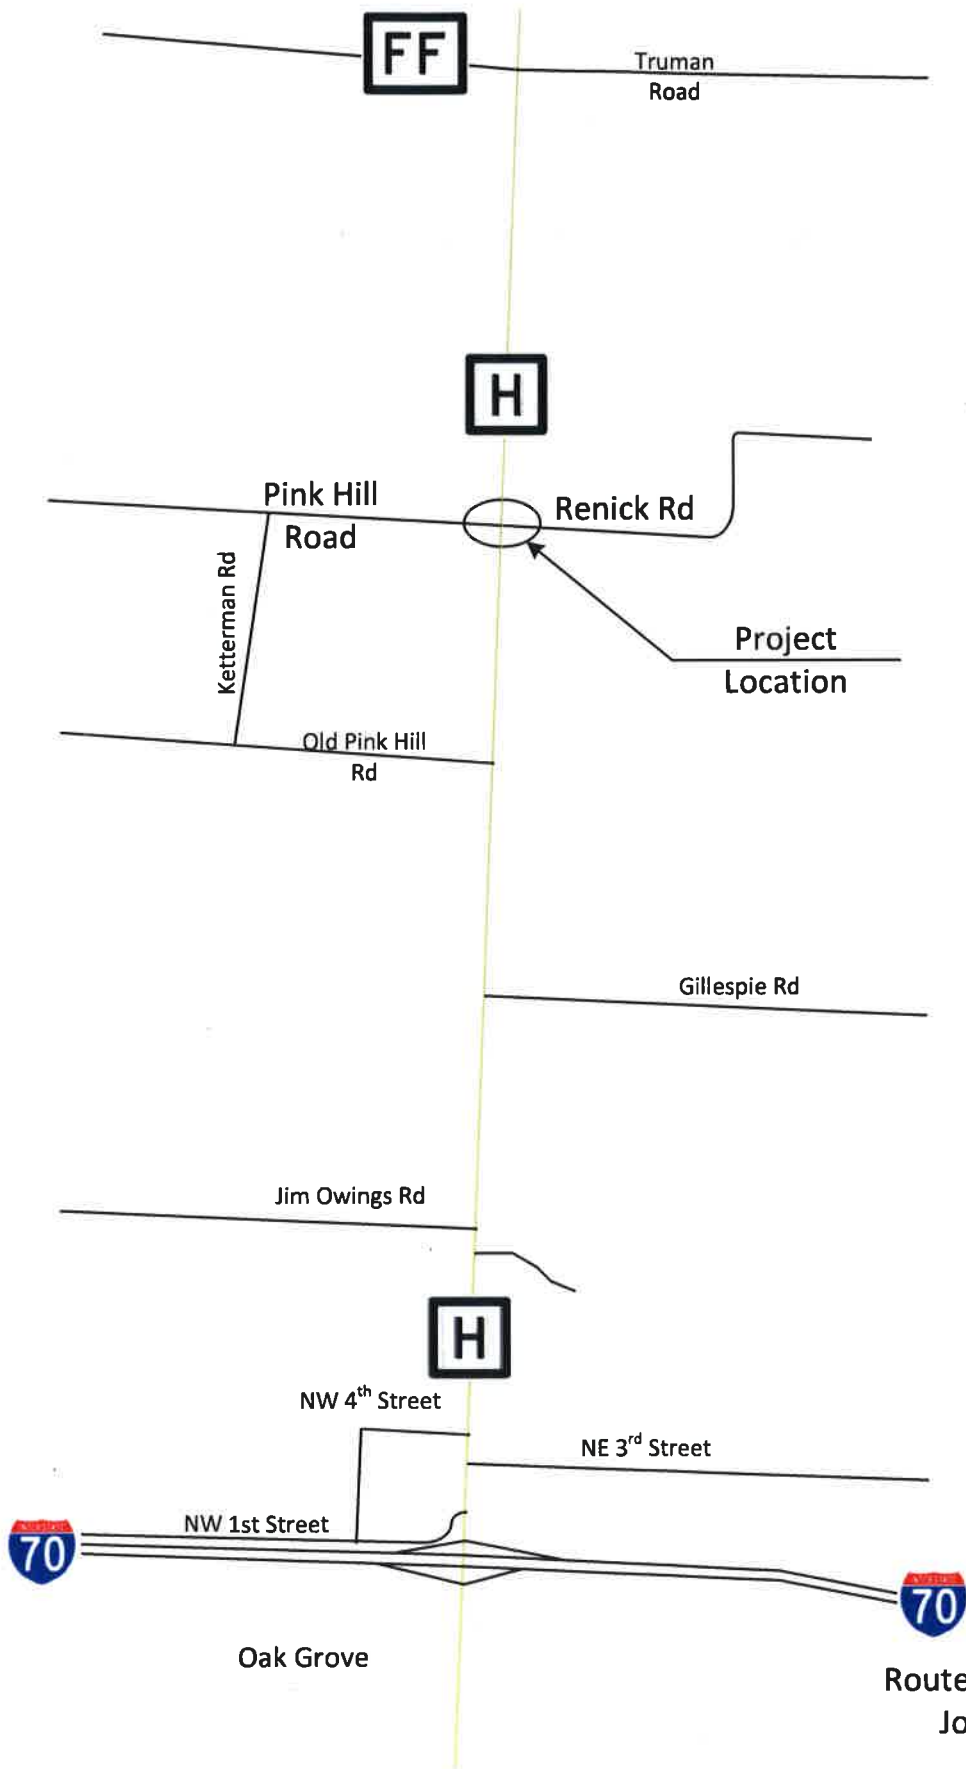 FF
Truman
Road
H
Pink Hill
Road
Renick Rd
Ketterman Rd
Project
Location
Old Pink Hill
Rd
Gillespie Rd
Jim Owings Rd
H
NW 4th Street
NE 3rd Street
NW 1st Street
70
70
Oak Grove
Route
Jo